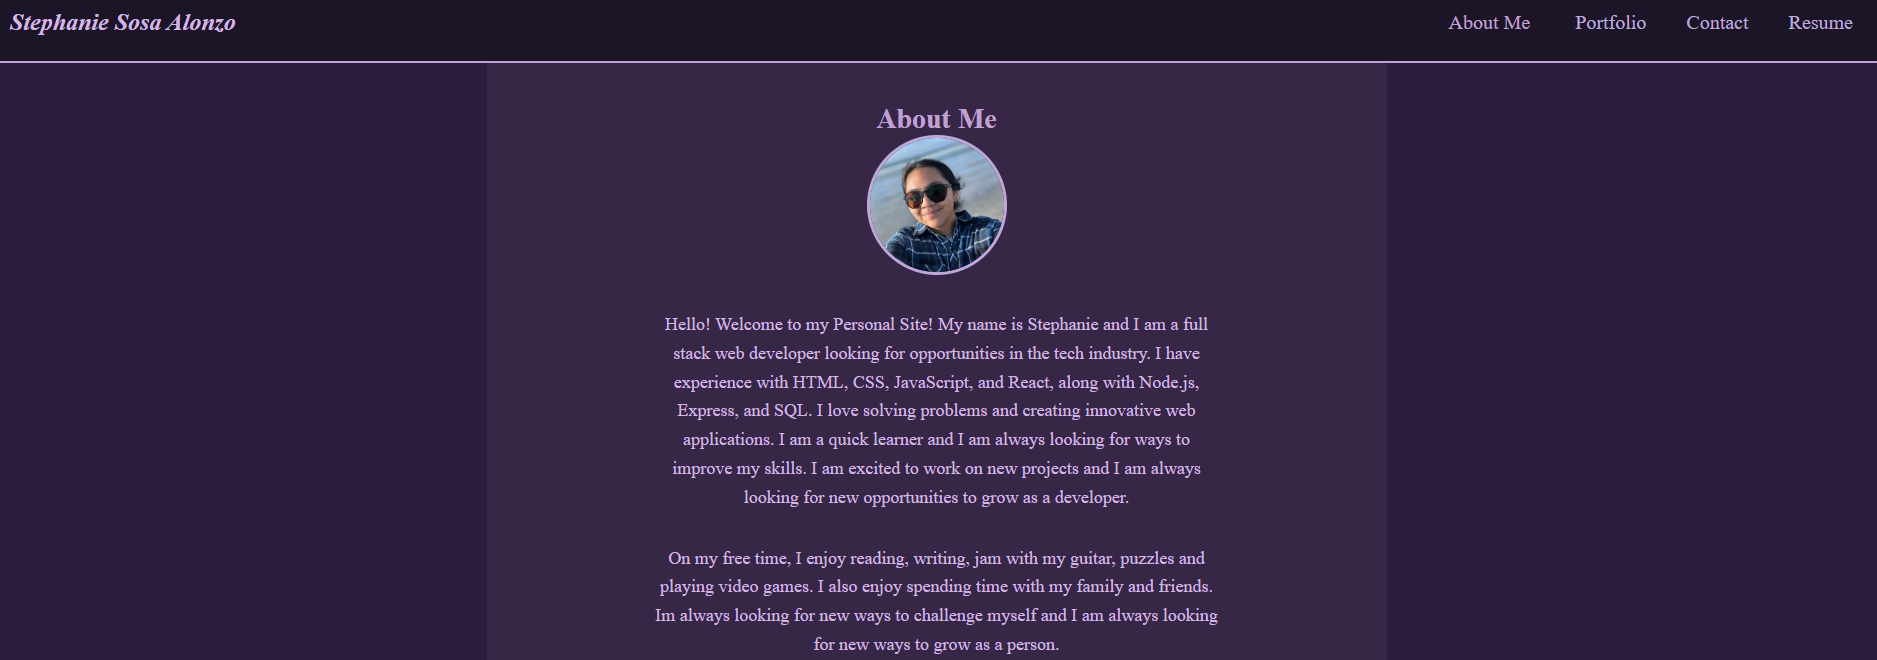 Stephanie Sosa Alonzo
About Me
Portfolio
Contact
Resume
About Me
Hello! Welcome to my Personal Site! My name is Stephanie and I am a full
stack web developer looking for opportunities in the tech industry. I have
experience with HTML, CSS, JavaScript, and React, along with Node.js,
Express, and SQL. I love solving problems and creating innovative web
applications. I am a quick learner and I am always looking for ways to
improve my skills. I am excited to work on new projects and I am always
looking for new opportunities to grow as a developer.
On my free time, I enjoy reading, writing, jam with my guitar, puzzles and
playing video games. I also enjoy spending time with my family and friends.
Im always looking for new ways to challenge myself and I am always looking
for new ways to grow as a person.